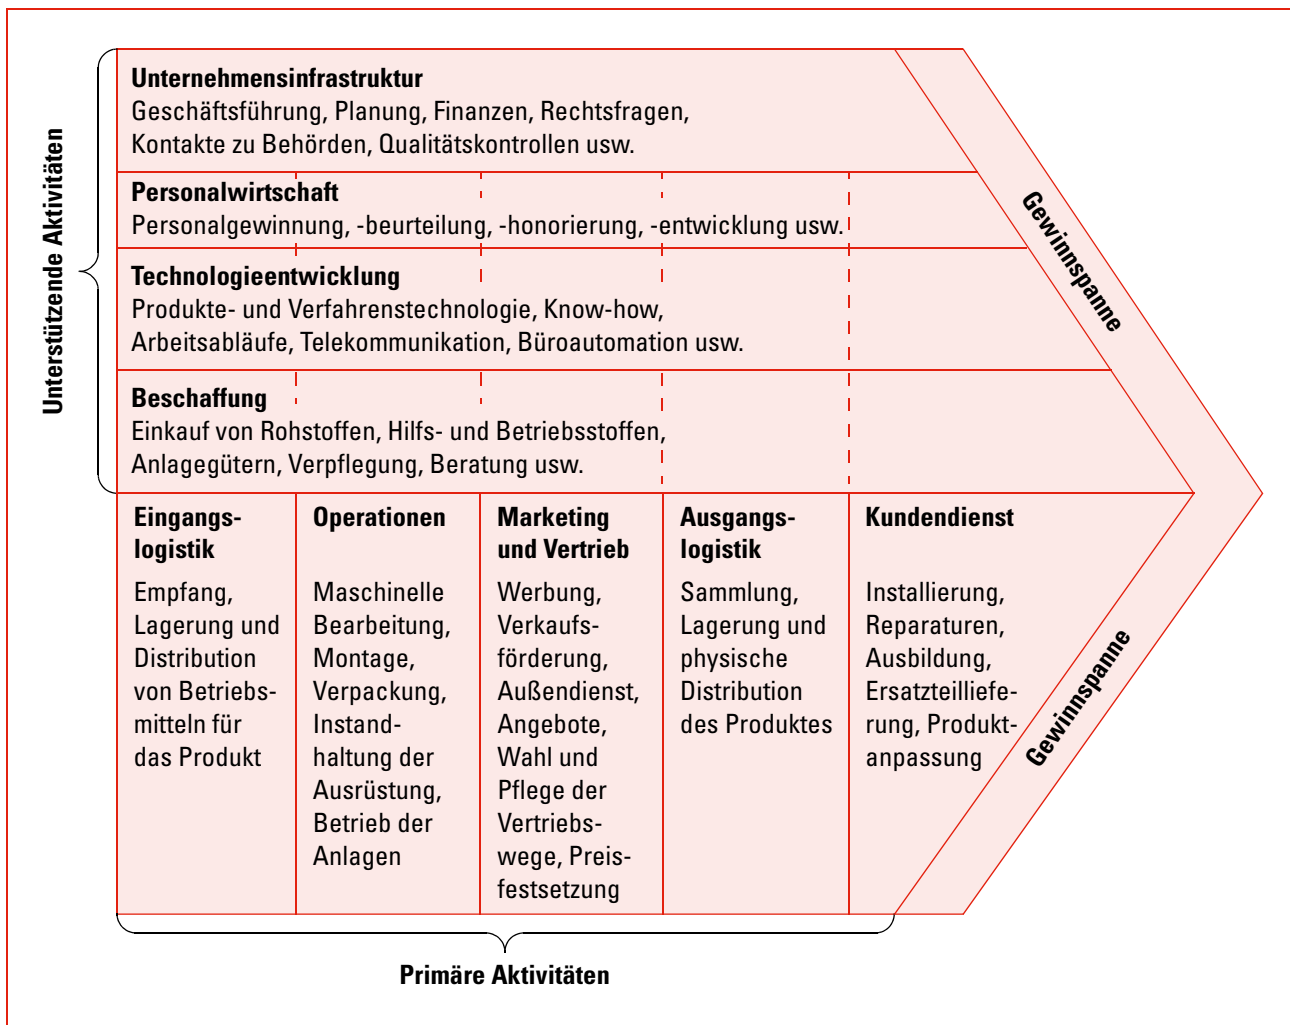 Unterstützende Aktivitäten
Unternehmensinfrastruktur
Geschäftsführung, Planung, Finanzen, Rechtsfragen,
Kontakte zu Behörden, Qualitätskontrollen usw.
Personalwirtschaft
Personalgewinnung, -beurteilung, -honorierung, -entwicklung usw.
Technologieentwicklung
Produkte- und Verfahrenstechnologie, Know-how,
Arbeitsabläufe, Telekommunikation, Büroautomation usw.
Beschaffung
Einkauf von Rohstoffen, Hilfs- und Betriebsstoffen,
Anlagegütern, Verpflegung, Beratung usw.
Gewinnspanne
Eingangs-
logistik
Empfang,
Lagerung und
Distribution
von Betriebs-
mitteln für
das Produkt
Operationen
Maschinelle
Bearbeitung,
Montage,
Verpackung,
Instand-
haltung der
Ausrüstung,
Betrieb der
Anlagen
Marketing
und Vertrieb
Werbung,
Verkaufs-
förderung,
Außendienst,
Angebote,
Wahl und
Pflege der
Vertriebs-
wege, Preis-
festsetzung
Ausgangs-
logistik
Sammlung,
Lagerung und
physische
Distribution
des Produktes
Kundendienst
Installierung,
Reparaturen,
Ausbildung,
Ersatzteilliefe-
rung, Produkt-
anpassung
Gewinnspanne
Primäre Aktivitäten